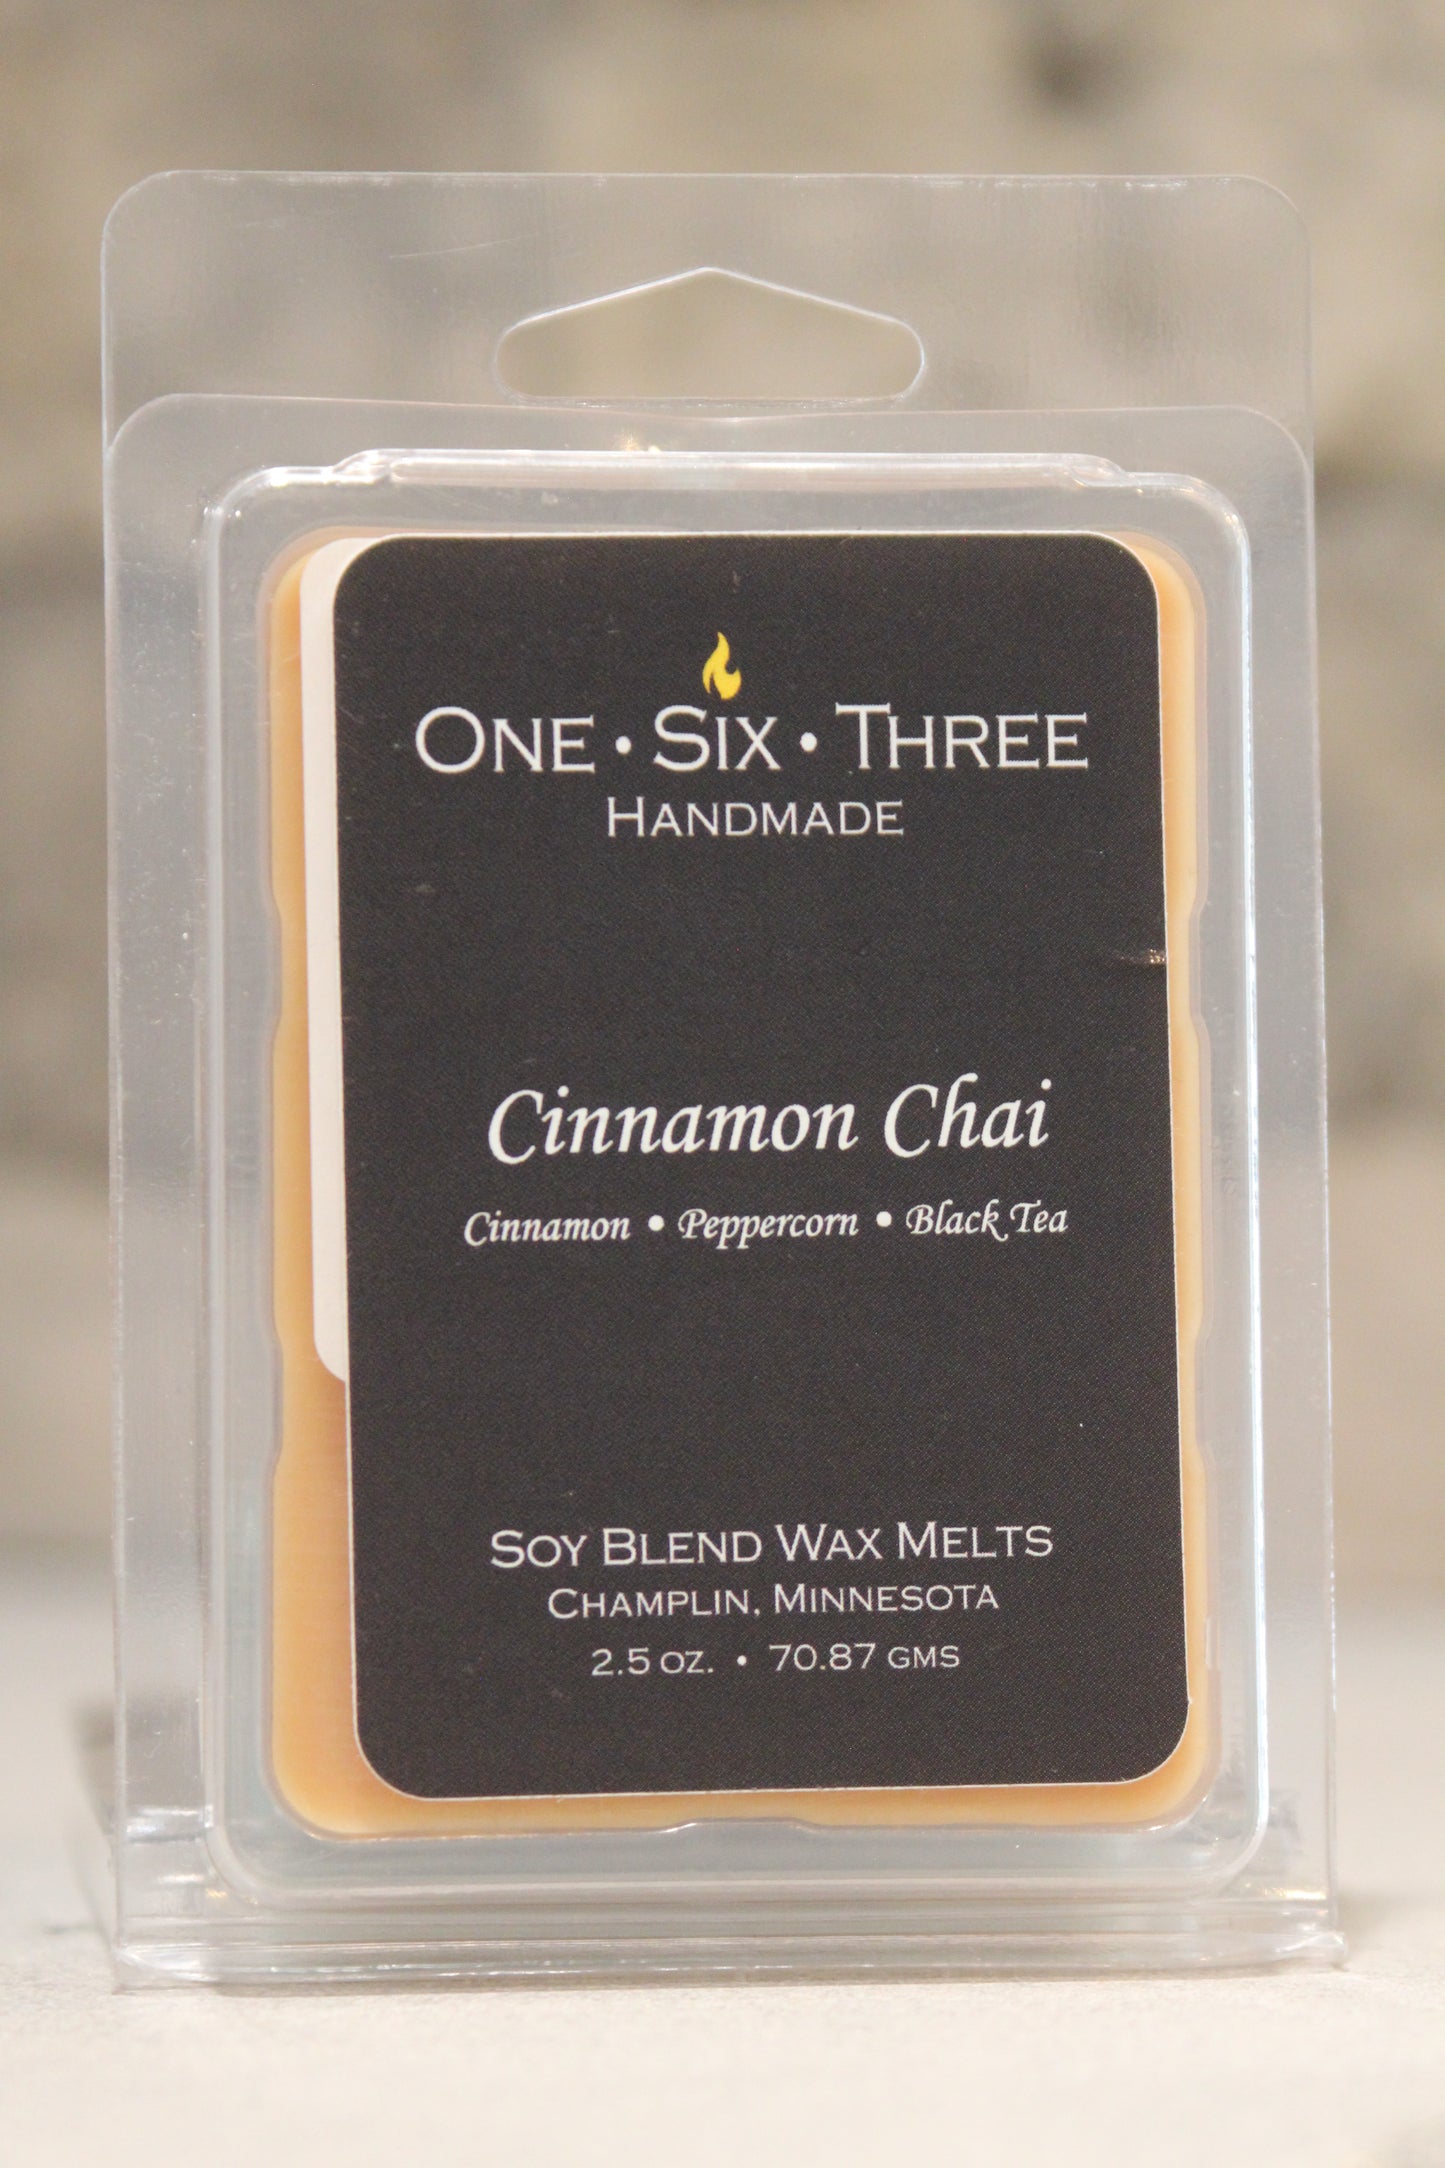 One • Six • Three
Handmade
Cinnamon Chai
Cinnamon • Peppercorn • Black Tea
Soy Blend Wax Melts
Champlin, Minnesota
2.5 oz. • 70.87 gms